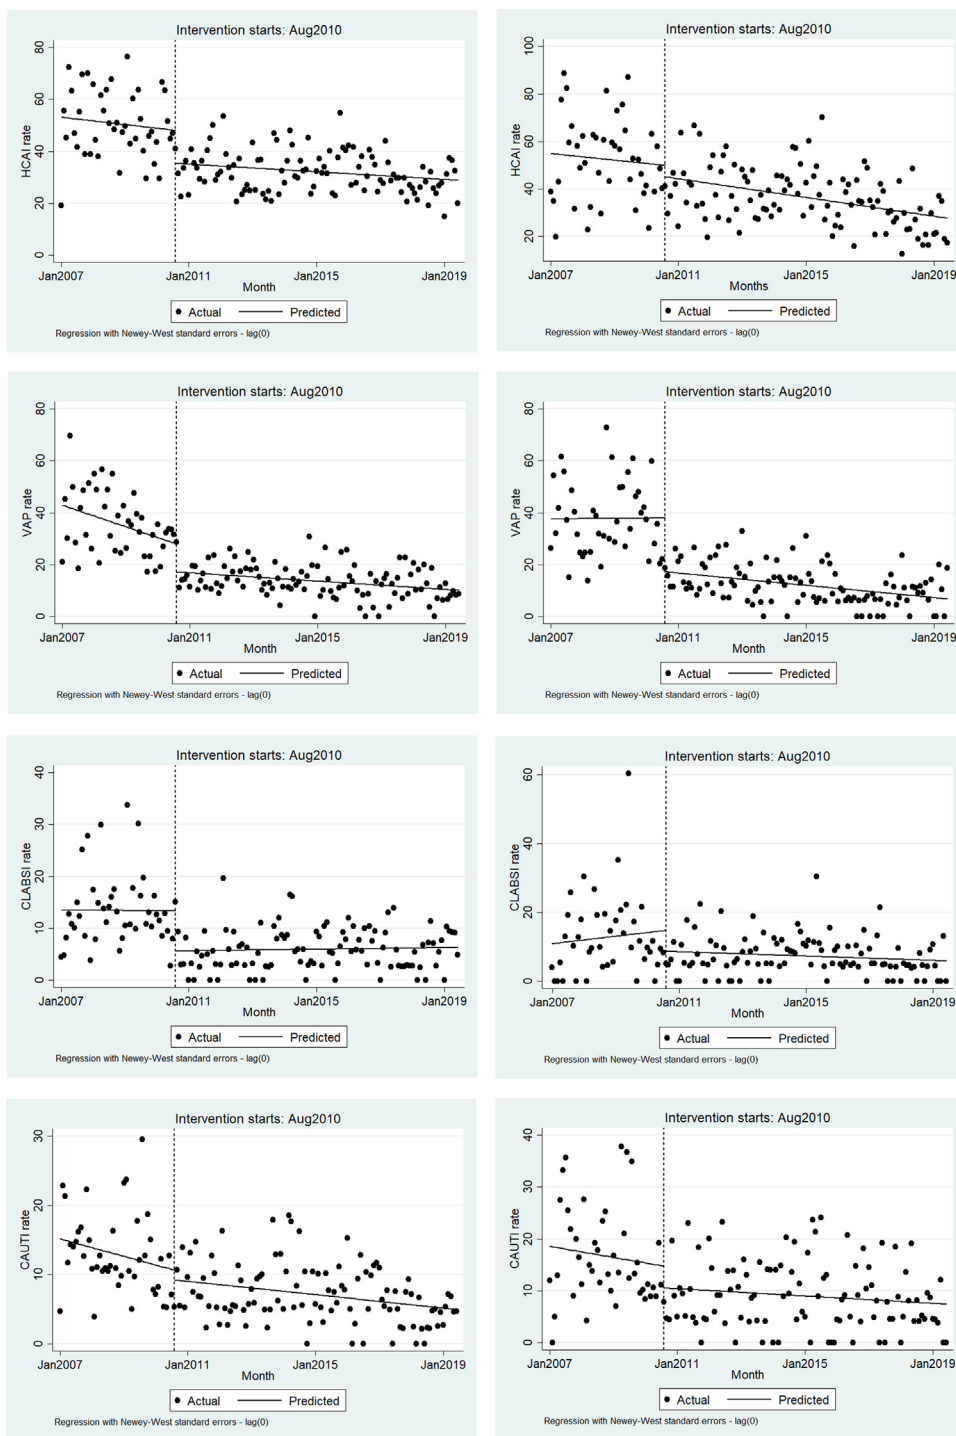 Intervention starts: Aug2010
HCAI rate
80
60
40
20
0
Jan2007 Jan2011 Jan2015 Jan2019
Month
Actual Predicted
Regression with Newey-West standard errors - lag(0)
Intervention starts: Aug2010
HCAI rate
100
80
60
40
20
Jan2007 Jan2011 Jan2015 Jan2019
Months
Actual Predicted
Regression with Newey-West standard errors - lag(0)
Intervention starts: Aug2010
VAP rate
80
60
40
20
0
Jan2007 Jan2011 Jan2015 Jan2019
Month
Actual Predicted
Regression with Newey-West standard errors - lag(0)
Intervention starts: Aug2010
VAP rate
80
60
40
20
0
Jan2007 Jan2011 Jan2015 Jan2019
Month
Actual Predicted
Regression with Newey-West standard errors - lag(0)
Intervention starts: Aug2010
CLABSI rate
40
30
20
10
0
Jan2007 Jan2011 Jan2015 Jan2019
Month
Actual Predicted
Regression with Newey-West standard errors - lag(0)
Intervention starts: Aug2010
CLABSI rate
60
40
20
0
Jan2007 Jan2011 Jan2015 Jan2019
Month
Actual Predicted
Regression with Newey-West standard errors - lag(0)
Intervention starts: Aug2010
CAUTI rate
30
20
10
0
Jan2007 Jan2011 Jan2015 Jan2019
Month
Actual Predicted
Regression with Newey-West standard errors - lag(0)
Intervention starts: Aug2010
CAUTI rate
40
30
20
10
0
Jan2007 Jan2011 Jan2015 Jan2019
Month
Actual Predicted
Regression with Newey-West standard errors - lag(0)